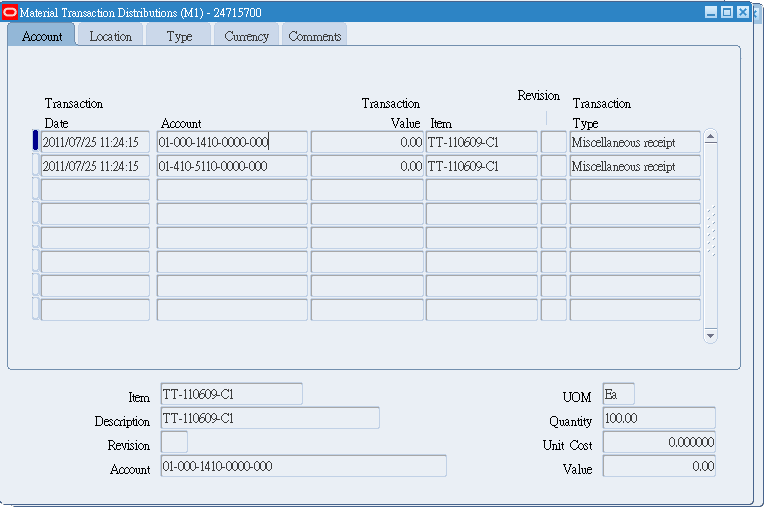 Material Transaction Distributions (M1) - 24715700
Account Location Type Currency Comments
Transaction Transaction Revision Transaction
Date Account Value Item Type
2011/07/25 11:24:15 01-000-1410-0000-000 0.00 TT-110609-C1 Miscellaneous receipt
2011/07/25 11:24:15 01-410-5110-0000-000 0.00 TT-110609-C1 Miscellaneous receipt
Item TT-110609-C1 UOM Ea
Description TT-110609-C1 Quantity 100.00
Revision Unit Cost 0.000000
Account 01-000-1410-0000-000 Value 0.00